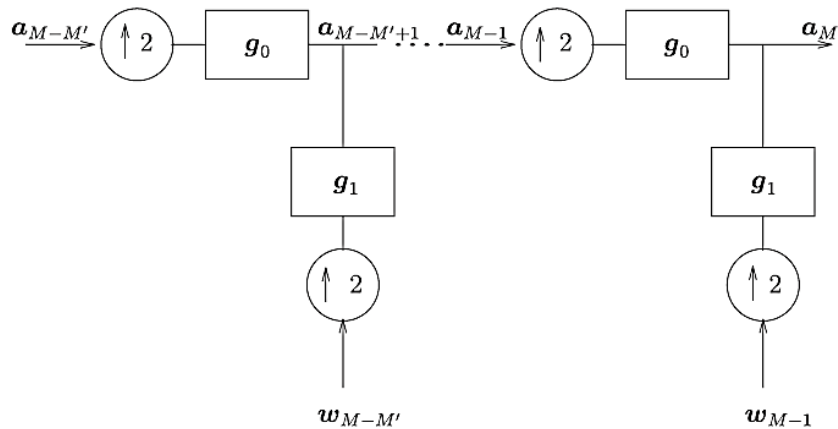 a_{M-M'} ↑ 2 g_0 a_{M-M'+1} ..... a_{M-1} ↑ 2 g_0 a_M
g_1 g_1
↑ 2 ↑ 2
w_{M-M'} w_{M-1}